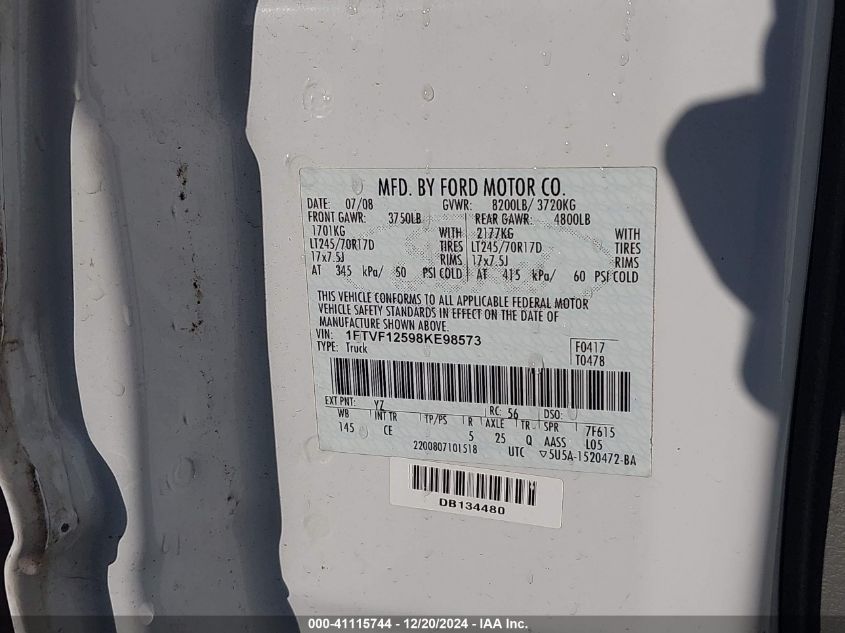 MFD. BY FORD MOTOR CO.
DATE: 07/08 GVWR: 8200LB/ 3720KG
FRONT GAWR: 3750LB REAR GAWR: 4800LB
1701KG WITH 2177KG WITH
LT245/70R17D TIRES LT245/70R17D TIRES
17x7.5J RIMS 17x7.5J RIMS
AT 345 kPa/ 50 PSI COLD AT 415 kPa/ 60 PSI COLD
THIS VEHICLE CONFORMS TO ALL APPLICABLE FEDERAL MOTOR
VEHICLE SAFETY STANDARDS IN EFFECT ON THE DATE OF
MANUFACTURE SHOWN ABOVE.
VIN: 1FTVF12598KE98573 F0417
TYPE: Truck T0478
EXT PNT: YZ RC: 56 DSO:
WB INT TR TP/PS R AXLE TR SPR 7F615
145 CE 5 25 Q AASS L05
2200807101518 UTC ▽5U5A-1520472-BA
DB134480
000-41115744 - 12/20/2024 - IAA Inc.